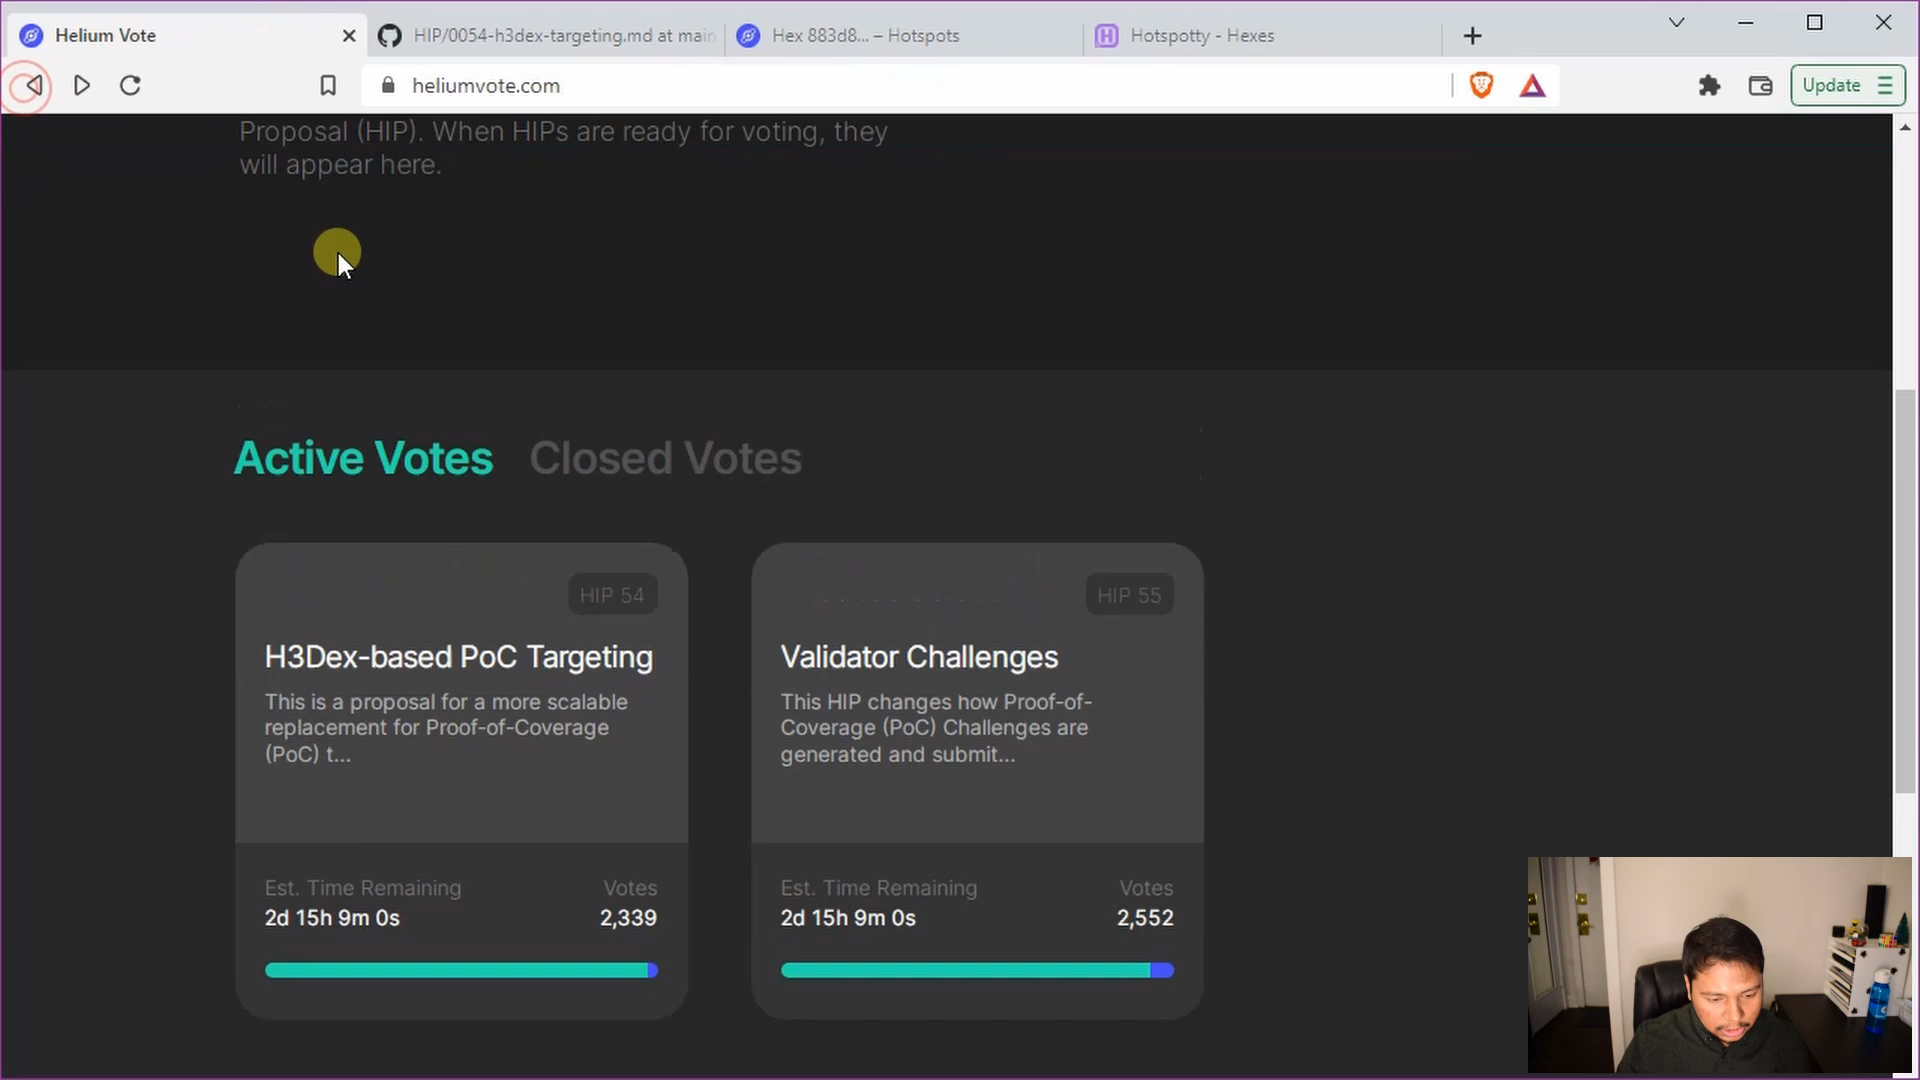 Helium Vote
HIP/0054-h3dex-targeting.md at main
Hex 883d8... – Hotspots
Hotspotty - Hexes
heliumvote.com
Update
Proposal (HIP). When HIPs are ready for voting, they
will appear here.
Active Votes Closed Votes
HIP 54
H3Dex-based PoC Targeting
This is a proposal for a more scalable
replacement for Proof-of-Coverage
(PoC) t...
Est. Time Remaining Votes
2d 15h 9m 0s 2,339
HIP 55
Validator Challenges
This HIP changes how Proof-of-
Coverage (PoC) Challenges are
generated and submit...
Est. Time Remaining Votes
2d 15h 9m 0s 2,552